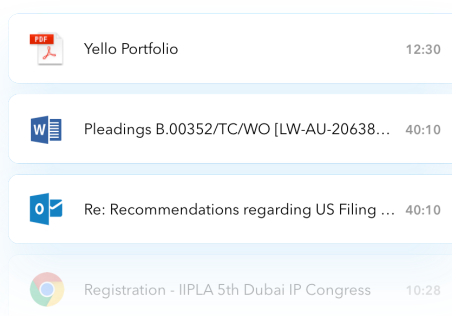 PDF
Yello Portfolio 12:30
W Pleadings B.00352/TC/WO [LW-AU-20638... 40:10
O Re: Recommendations regarding US Filing ... 40:10
Registration - IIPLA 5th Dubai IP Congress 10:28